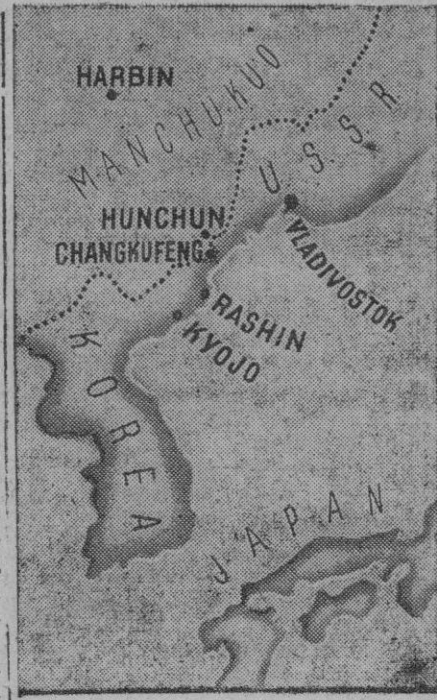 HARBIN
MANCHUKUO
U.S.S.R.
HUNCHUN
CHANGKUFENG
VLADIVOSTOK
RASHIN
KYOJO
KOREA
JAPAN